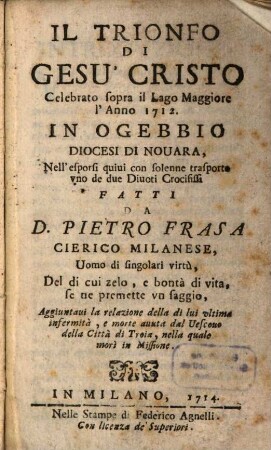 IL TRIONFO
DI
GESU' CRISTO
Celebrato sopra il Lago Maggiore
l'Anno 1712.
IN OGEBBIO
DIOCESI DI NOUARA,
Nell'esporsi quiui con solenne trasporto
vno de due Diuoti Crocifissi
FATTI
DA
D. PIETRO FRASA
CIERICO MILANESE,
Uomo di singolari virtù,
Del di cui zelo, e bontà di vita,
se ne premette vn saggio,
Aggiuntaui la relazione della di lui vltima
infermità, e morte auuta dal Uescouo
della Città di Troia, nella quale
morì in Missione.
IN MILANO, 1714.
Nelle Stampe di Federico Agnelli.
Con licenza de' Superiori.